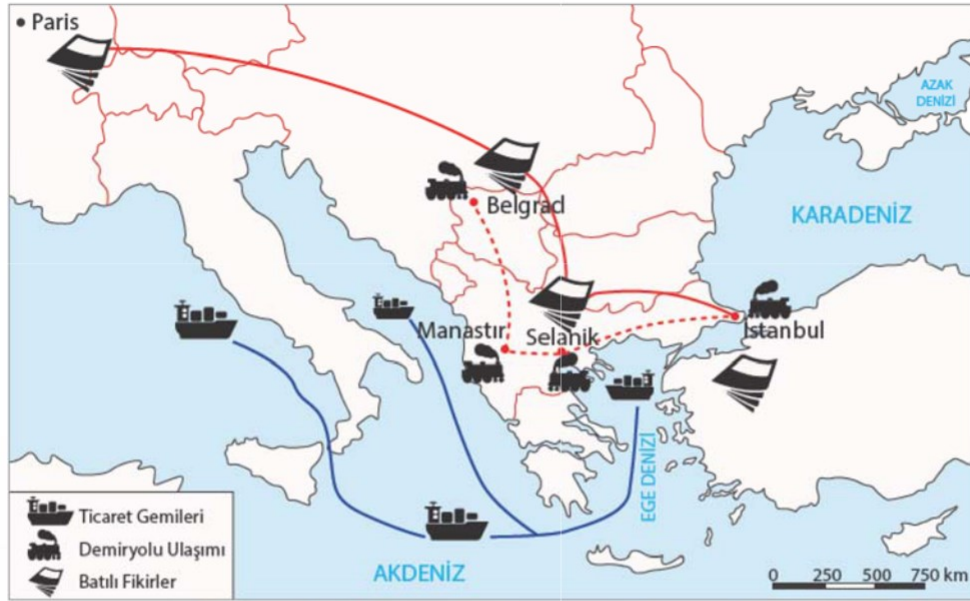 • Paris
AZAK
DENİZİ
Belgrad
KARADENİZ
Manastır
Selanik
İstanbul
EGE DENİZİ
Ticaret Gemileri
Demiryolu Ulaşımı
Batılı Fikirler
AKDENİZ
0 250 500 750 km